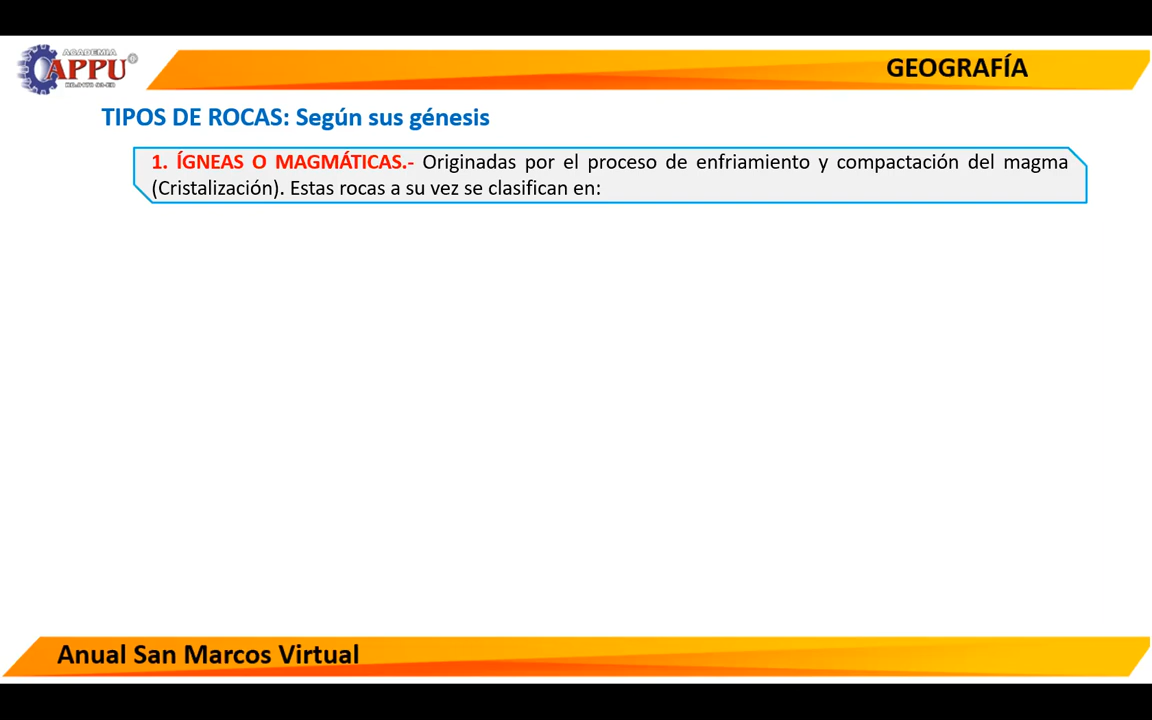 ACADEMIA
APPU
GEOGRAFÍA
TIPOS DE ROCAS: Según sus génesis
1. ÍGNEAS O MAGMÁTICAS.- Originadas por el proceso de enfriamiento y compactación del magma
(Cristalización). Estas rocas a su vez se clasifican en:
Anual San Marcos Virtual